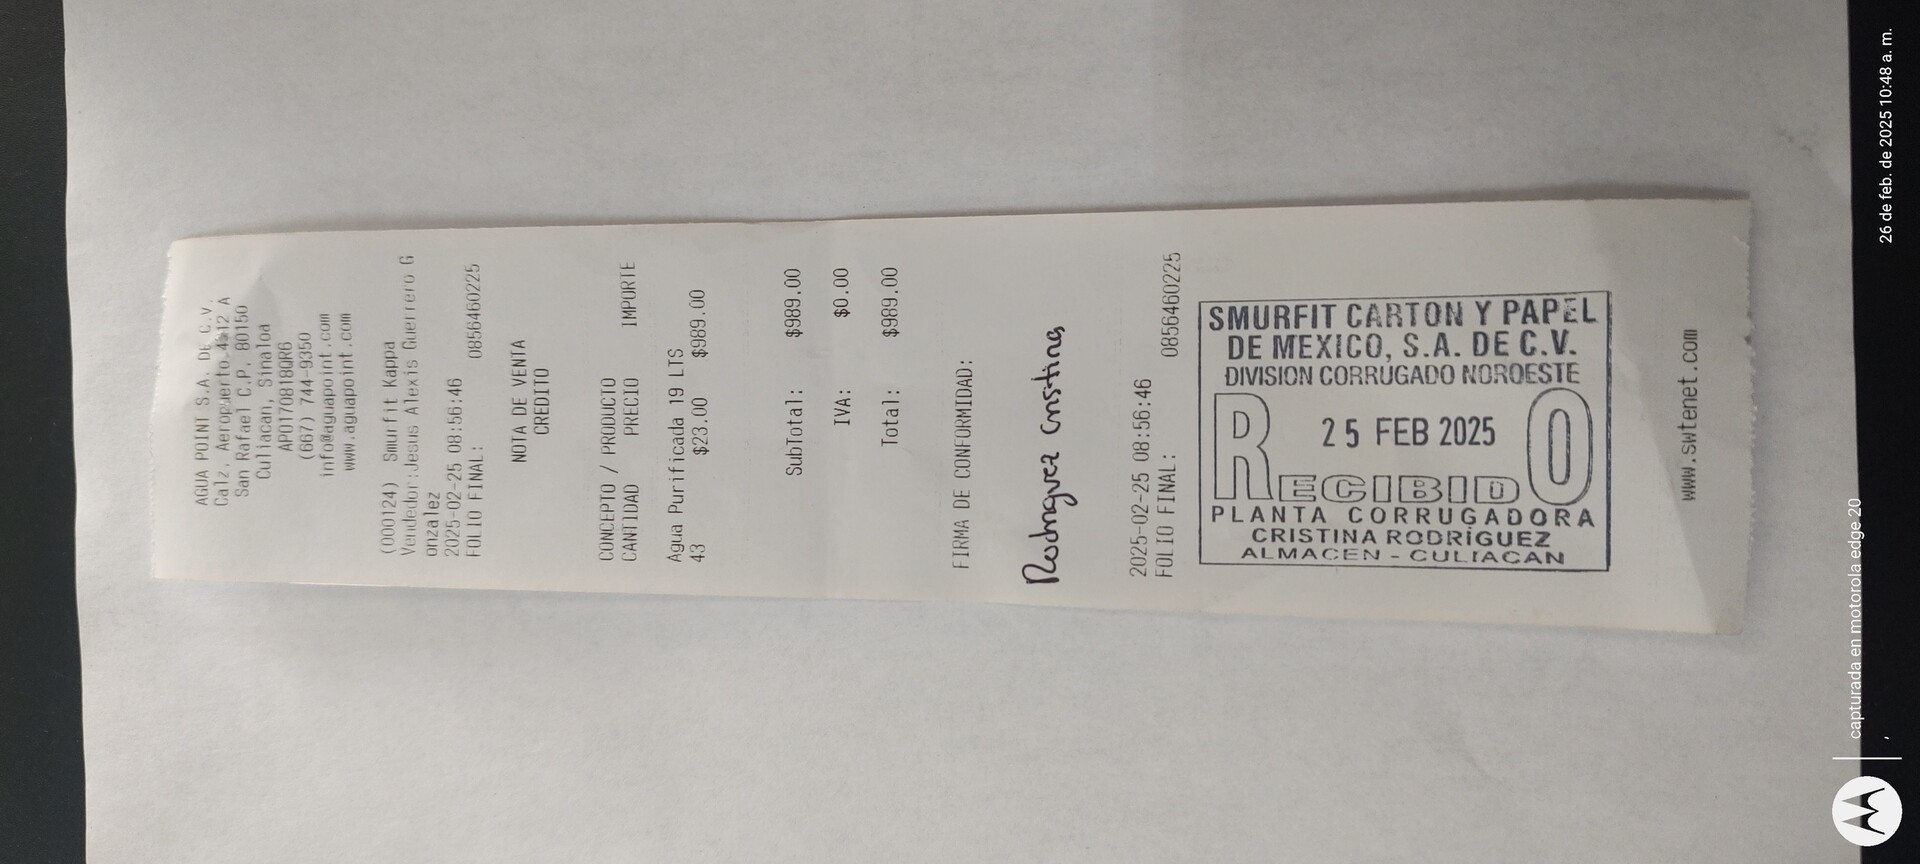 AGUA POINT S.A. DE C.V.
Calz. Aeropuerto 4512 A
San Rafael C.P. 80150
Culiacan, Sinaloa
APO170818QR6
(667) 744-9350
info@aguapoint.com
www.aguapoint.com
(000124) Smurfit Kappa
Vendedor:Jesus Alexis Guerrero G
onzalez
2025-02-25 08:56:46
FOLIO FINAL: 0856460225
NOTA DE VENTA
CREDITO
CONCEPTO / PRODUCTO
CANTIDAD PRECIO IMPORTE
Agua Purificada 19 LTS
43 $23.00 $989.00
SubTotal: $989.00
IVA: $0.00
Total: $989.00
FIRMA DE CONFORMIDAD:
Rodriguez Cristina
2025-02-25 08:56:46
FOLIO FINAL: 0856460225
SMURFIT CARTON Y PAPEL
DE MEXICO, S.A. DE C.V.
DIVISION CORRUGADO NOROESTE
25 FEB 2025
RECIBIDO
PLANTA CORRUGADORA
CRISTINA RODRÍGUEZ
ALMACEN - CULIACAN
www.swtenet.com
capturada en motorola edge 20
,
26 de feb. de 2025 10:48 a. m.